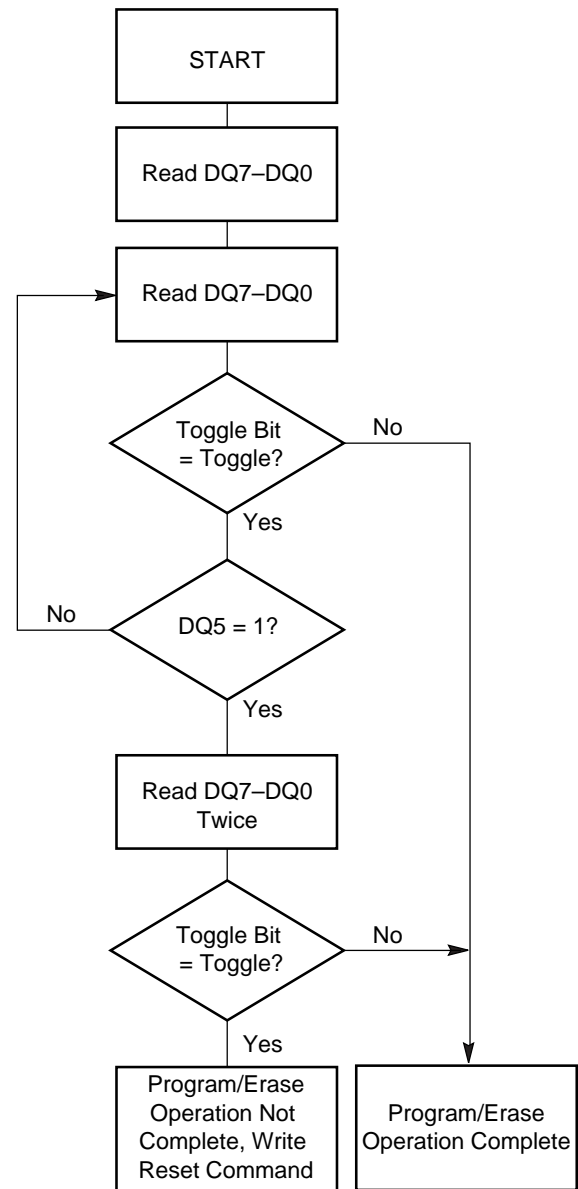 START
Read DQ7–DQ0
Read DQ7–DQ0
Toggle Bit
= Toggle?
No
Yes
No
DQ5 = 1?
Yes
Read DQ7–DQ0
Twice
Toggle Bit
= Toggle?
No
Yes
Program/Erase
Operation Not
Complete, Write
Reset Command
Program/Erase
Operation Complete